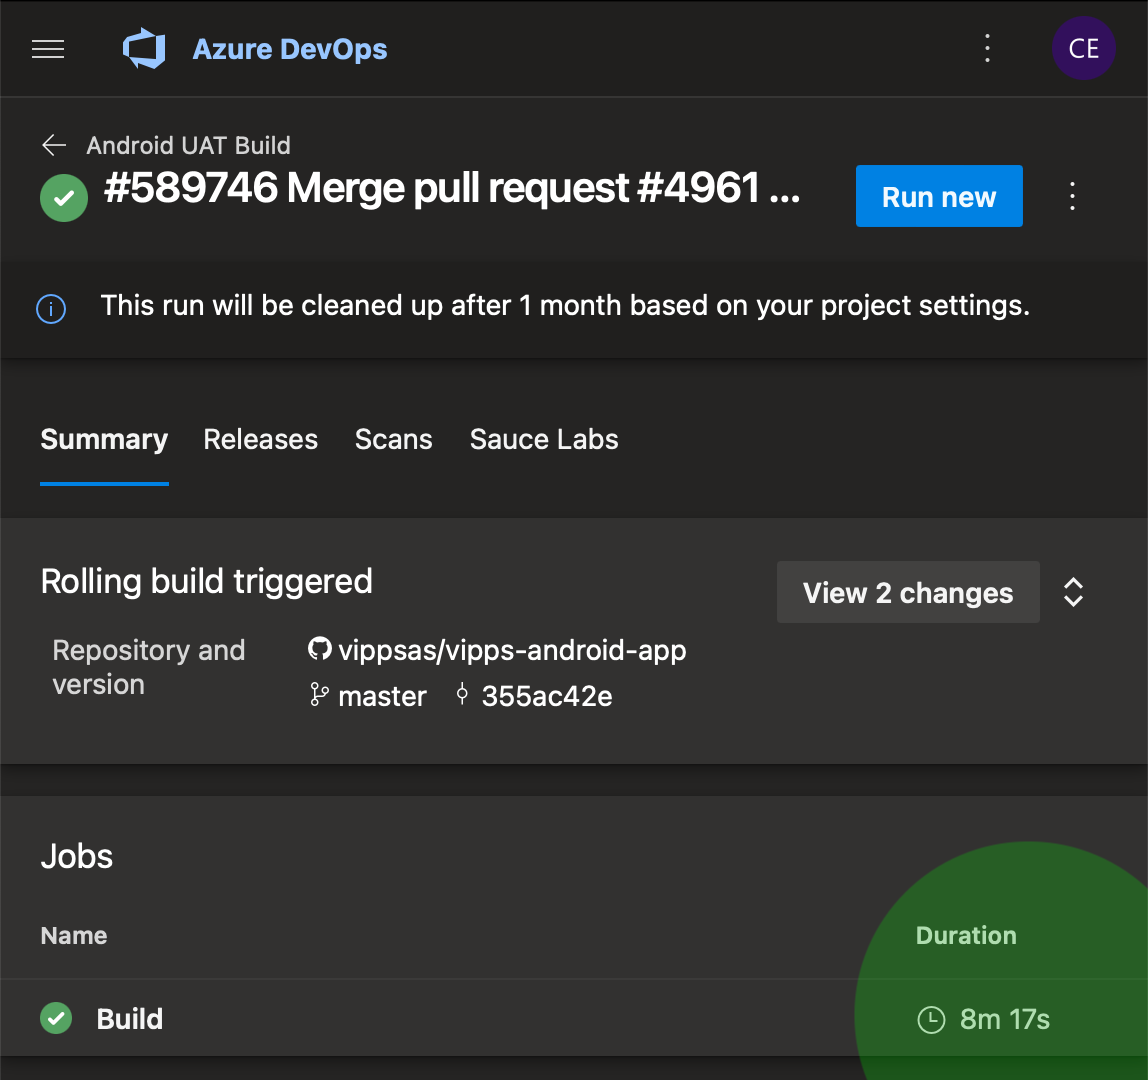 Azure DevOps
CE
Android UAT Build
#589746 Merge pull request #4961 ...
Run new
This run will be cleaned up after 1 month based on your project settings.
Summary Releases Scans Sauce Labs
Rolling build triggered
View 2 changes
Repository and
version
vippsas/vipps-android-app
master 355ac42e
Jobs
Name Duration
Build 8m 17s